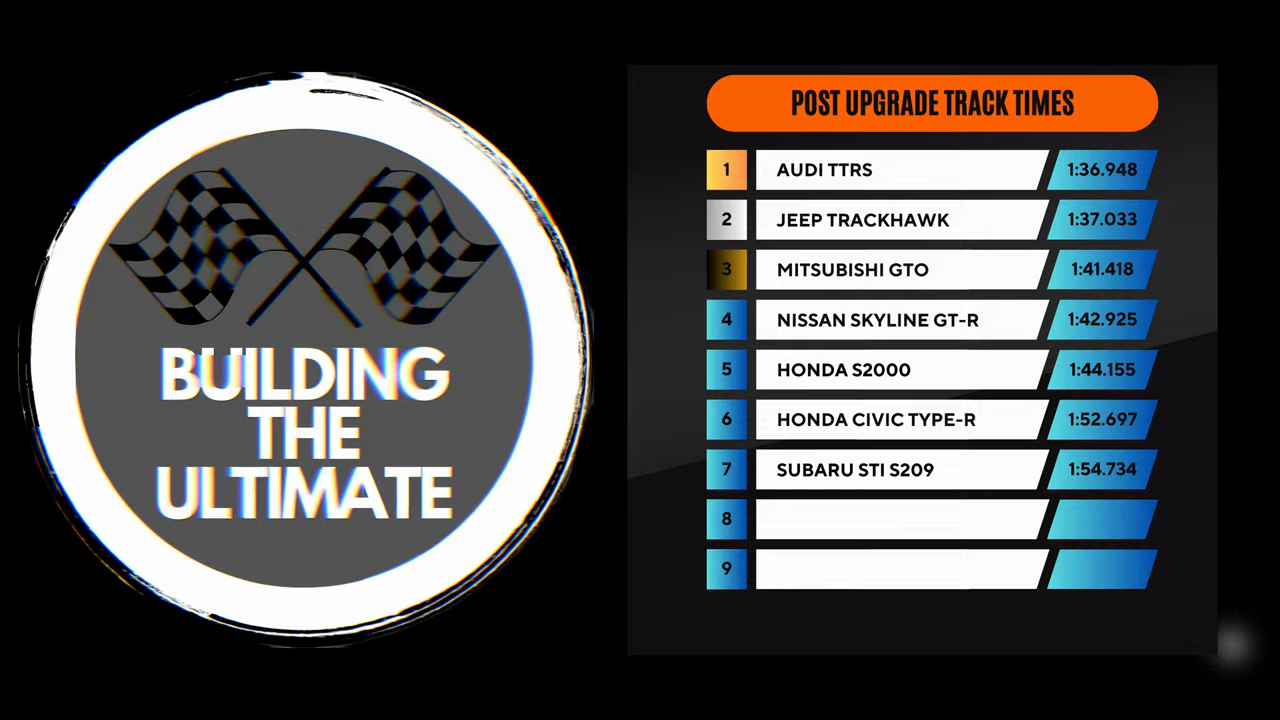 BUILDING
THE
ULTIMATE
POST UPGRADE TRACK TIMES
1 AUDI TTRS 1:36.948
2 JEEP TRACKHAWK 1:37.033
3 MITSUBISHI GTO 1:41.418
4 NISSAN SKYLINE GT-R 1:42.925
5 HONDA S2000 1:44.155
6 HONDA CIVIC TYPE-R 1:52.697
7 SUBARU STI S209 1:54.734
8
9